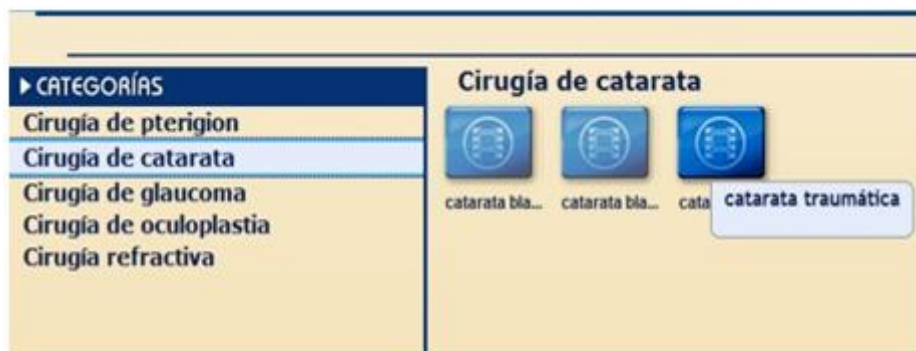 CATEGORÍAS
Cirugía de pterigion
Cirugía de catarata
Cirugía de glaucoma
Cirugía de oculoplastia
Cirugía refractiva
Cirugía de catarata
catarata bla...
catarata bla...
cata
catarata traumática